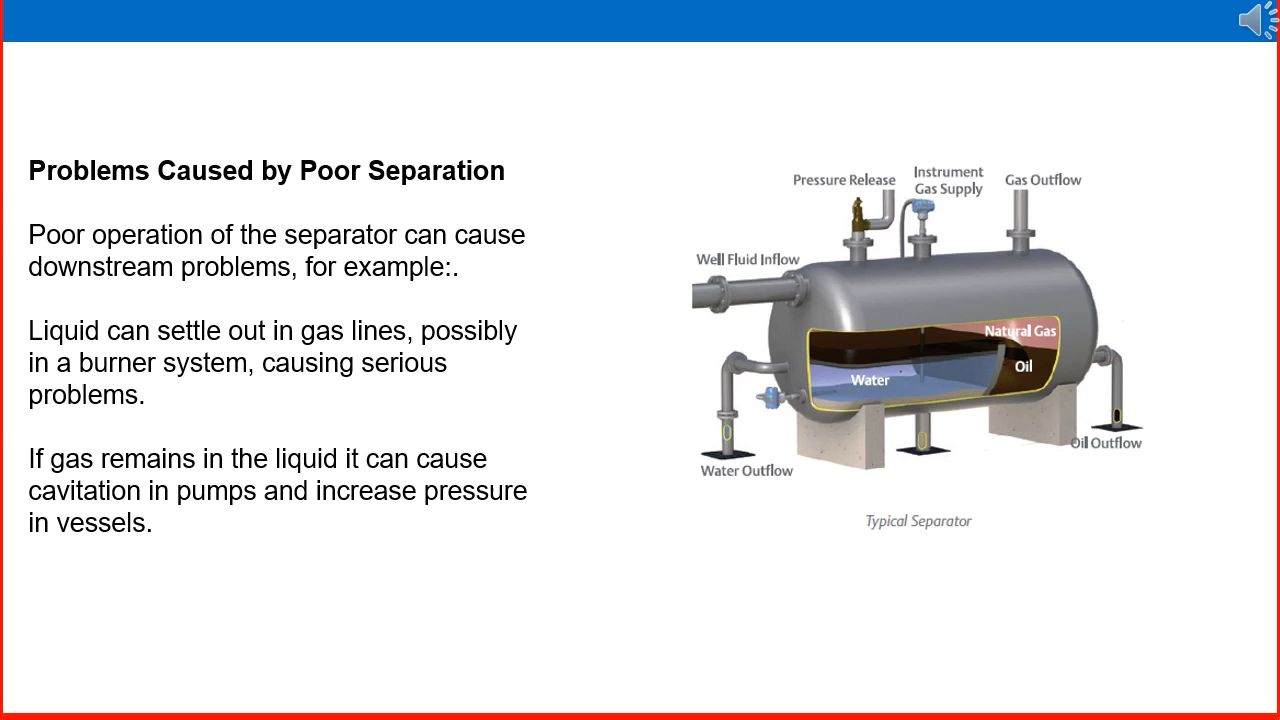 Problems Caused by Poor Separation
Poor operation of the separator can cause
downstream problems, for example:.
Liquid can settle out in gas lines, possibly
in a burner system, causing serious
problems.
If gas remains in the liquid it can cause
cavitation in pumps and increase pressure
in vessels.
Pressure Release
Instrument
Gas Supply
Gas Outflow
Well Fluid Inflow
Natural Gas
Oil
Water
Oil Outflow
Water Outflow
Typical Separator